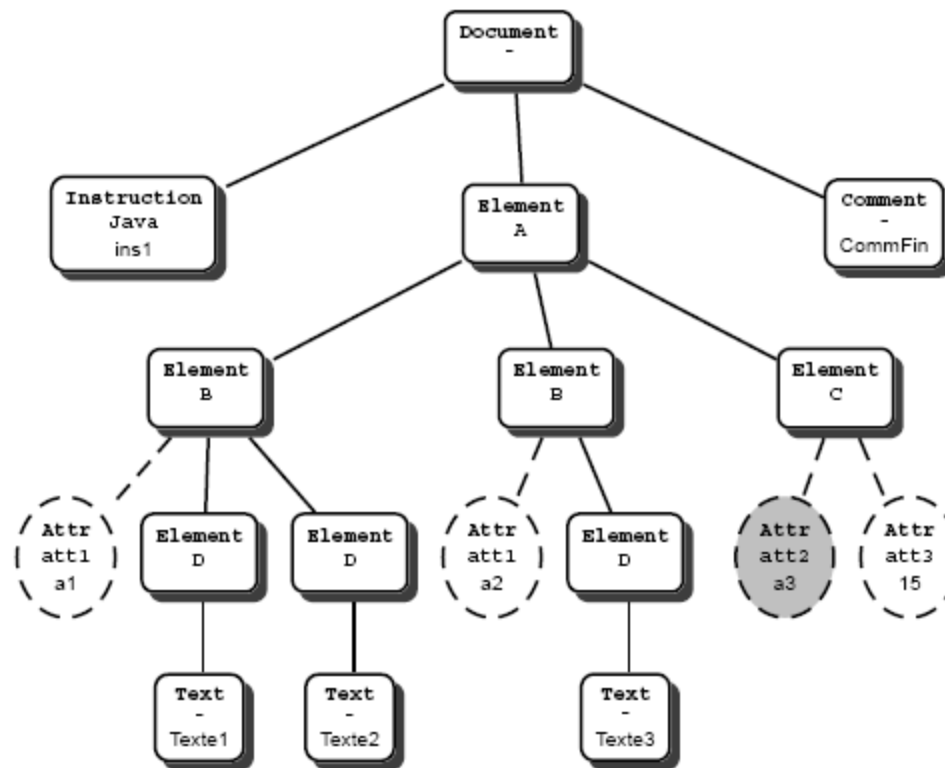 Document
-
Instruction
Java
ins1
Element
A
Comment
-
CommFin
Element
B
Element
B
Element
C
Attr
att1
a1
Element
D
Element
D
Attr
att1
a2
Element
D
Attr
att2
a3
Attr
att3
15
Text
-
Texte1
Text
-
Texte2
Text
-
Texte3